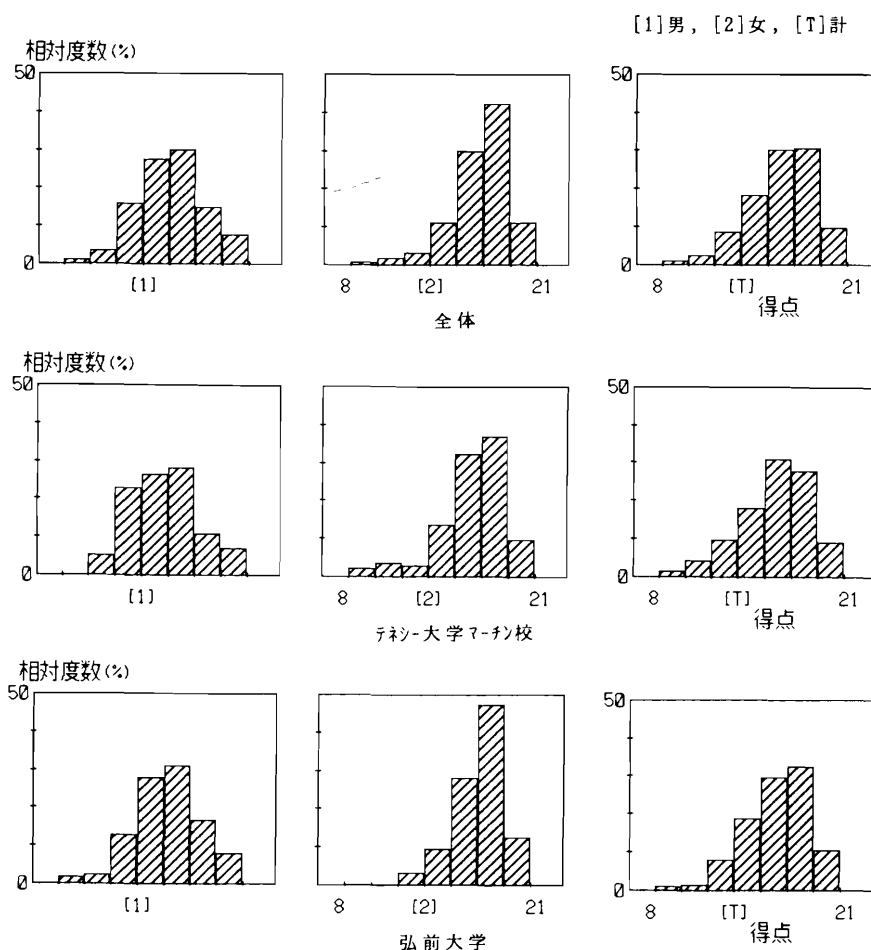 [1]男, [2]女, [T]計
相対度数(%)
50
50
0
0
[1]
8
[2]
21
8
[T]
21
得点
全体
相対度数(%)
50
50
0
0
[1]
8
[2]
21
8
[T]
21
得点
テネシー大学マーチン校
相対度数(%)
50
50
0
0
[1]
8
[2]
21
8
[T]
21
得点
弘前大学